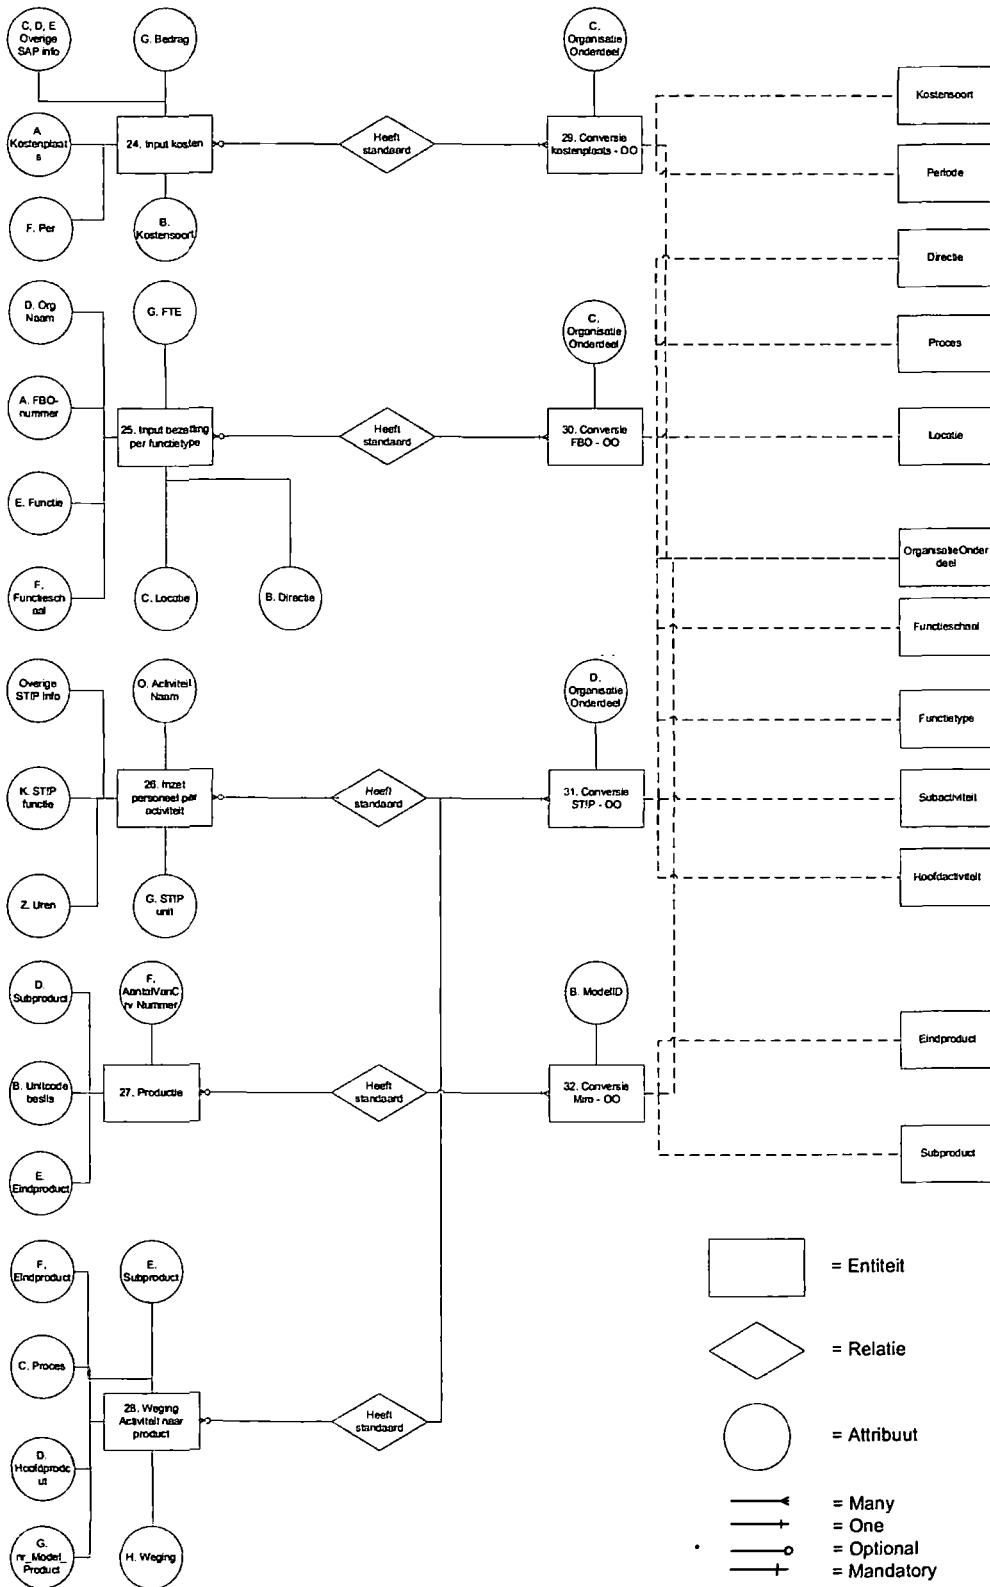 C, D, E
Overige
SAP info
G. Bedrag
C.
Organisatie
Onderdeel
Kostensoort
A.
Kostenplaat
s
24. Input kosten
Heeft
standaard
29. Conversie
kostenplaats - OO
Periode
F. Per
B.
Kostensoort
Directie
D. Org
Naam
G. FTE
C.
Organisatie
Onderdeel
Proces
A. FBO-
nummer
25. Input bezetting
per functietype
Heeft
standaard
30. Conversie
FBO - OO
Locatie
E. Functie
OrganisatieOnder
deel
F.
Functiesch
aal
C. Locatie
B. Directie
Functieschaal
Overige
STIP Info
O. Activiteit
Naam
D.
Organisatie
Onderdeel
Functietype
K. STIP
functie
26. Inzet
personeel per
activiteit
Heeft
standaard
31. Conversie
STIP - OO
Subactiviteit
Z. Uren
G. STIP
unit
Hoofdactiviteit
D.
Subproduct
F.
AantalVanC
rv Nummer
B. ModelID
Eindproduct
B. Unitcode
beslis
27. Productie
Heeft
standaard
32. Conversie
Miro - OO
E.
Eindproduct
Subproduct
F.
Eindproduct
E.
Subproduct
= Entiteit
C. Proces
= Relatie
28. Weging
Activiteit naar
product
Heeft
standaard
D.
Hoofdprod
ut
= Attribuut
G.
nr_Model_
Product
H. Weging
= Many
= One
= Optional
= Mandatory